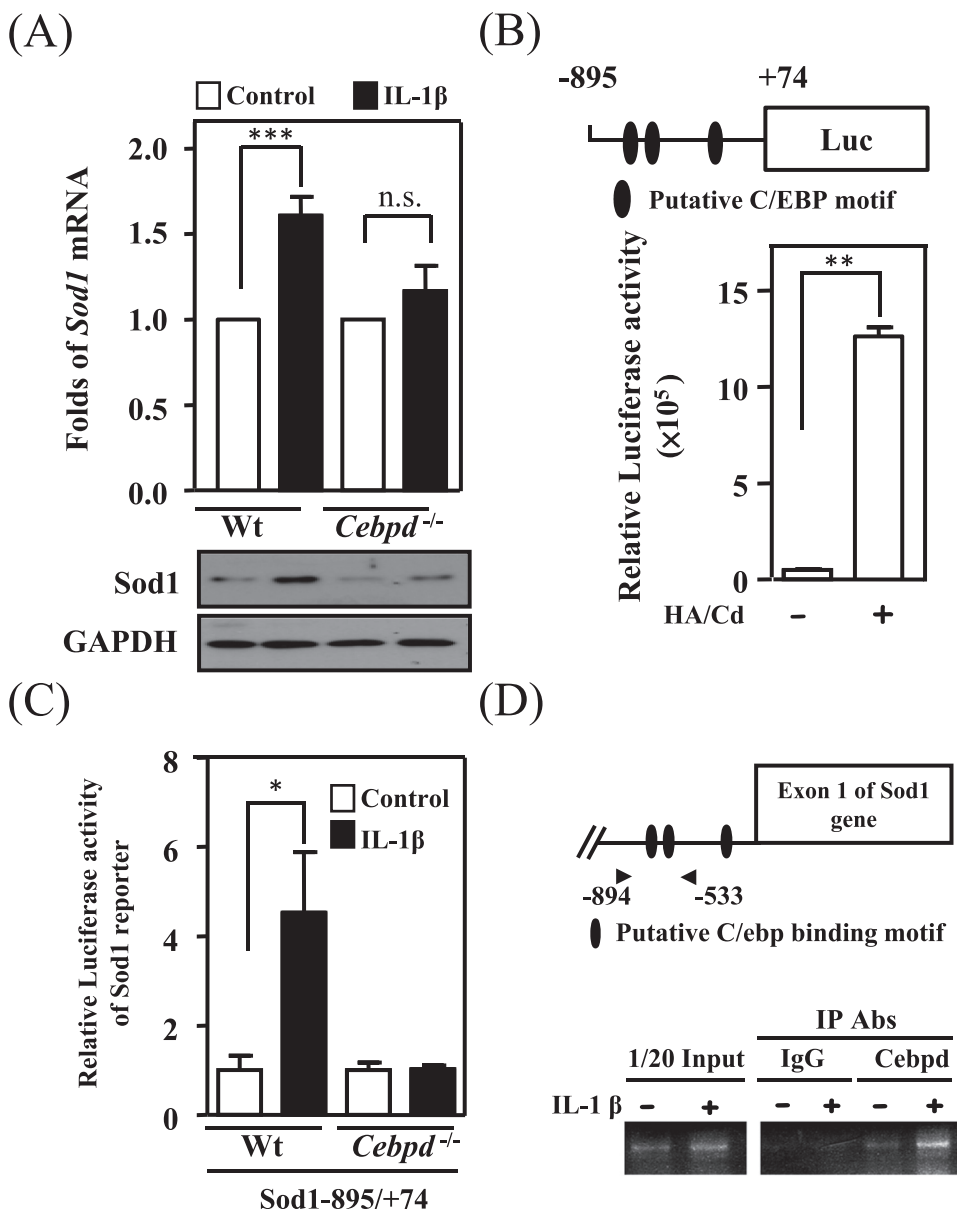 (A)
Control IL-1β
Folds of Sod1 mRNA
2.0
1.5
1.0
0.5
0.0
***
n.s.
Wt Cebpd-/-
Sod1
GAPDH
(B)
-895 +74
Luc
Putative C/EBP motif
Relative Luciferase activity
(×10⁵)
15
10
5
0
**
HA/Cd - +
(C)
Relative Luciferase activity
of Sod1 reporter
8
6
4
2
0
*
Control
IL-1β
Wt Cebpd-/-
Sod1-895/+74
(D)
Exon 1 of Sod1
gene
-894 -533
Putative C/ebp binding motif
IP Abs
1/20 Input IgG Cebpd
IL-1 β - + - + - +